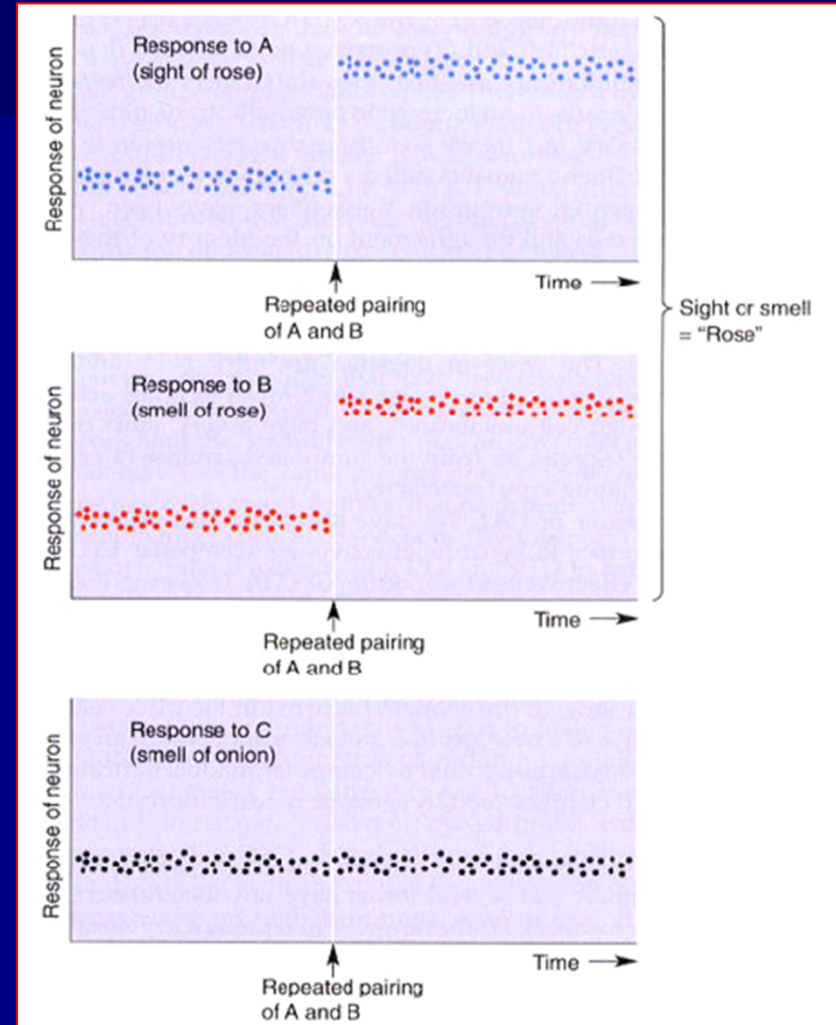 Response of neuron
Response to A
(sight of rose)
Time
Repeated pairing
of A and B
Response of neuron
Response to B
(smell of rose)
Time
Repeated pairing
of A and B
Sight or smell
= “Rose”
Response of neuron
Response to C
(smell of onion)
Time
Repeated pairing
of A and B